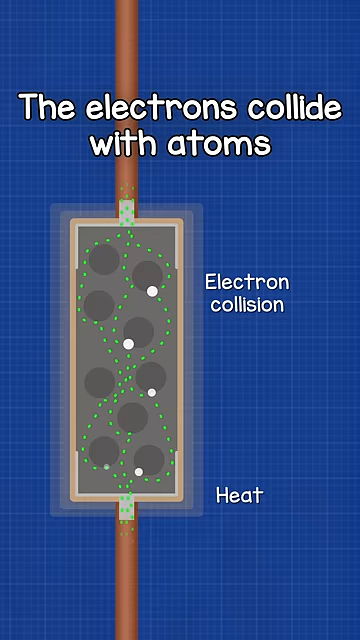 The electrons collide
with atoms
Electron
collision
Heat